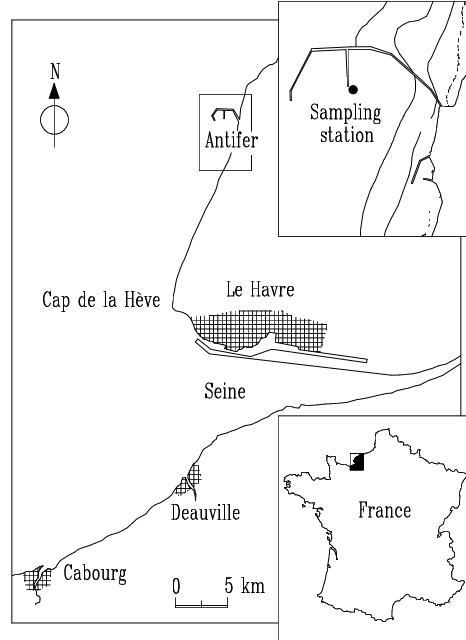 N
Antifer
Sampling
station
Le Havre
Cap de la Hève
Seine
France
Deauville
Cabourg
0 5 km